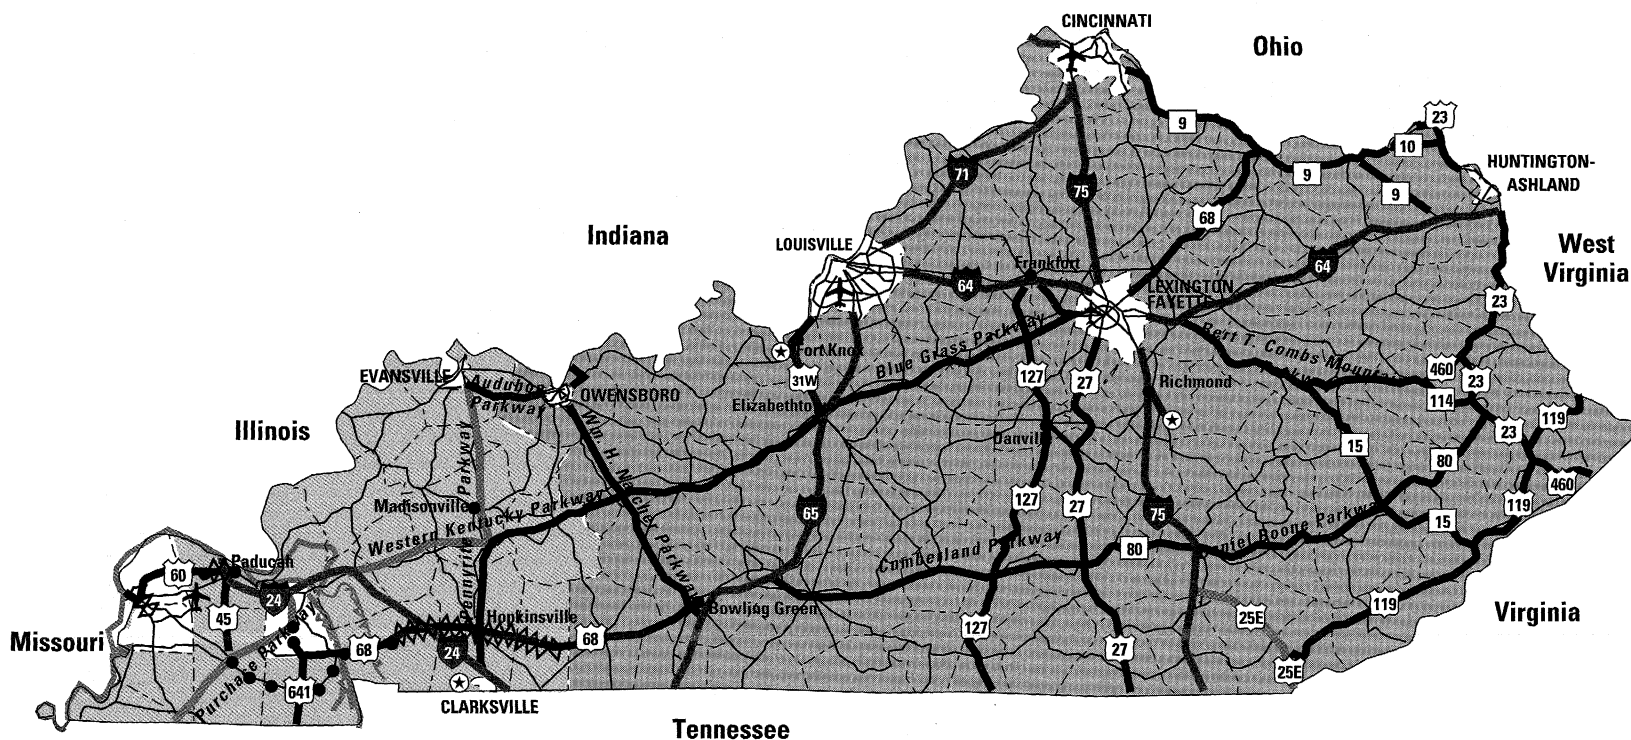 CINCINNATI
Ohio
23
9
10
HUNTINGTON-
ASHLAND
71
75
9
9
68
Indiana
LOUISVILLE
West
Virginia
64
Frankfort
64
LEXINGTON
FAYETTE
23
Bert T. Combs Mountain
Parkway
Fort Knox
Blue Grass Parkway
EVANSVILLE
Audubon
Parkway
OWENSBORO
31W
127
27
Richmond
460
23
114
Elizabethto
Illinois
Wm. H. Natcher Parkway
Danville
119
23
15
80
460
Pennyrile Parkway
Madisonville
Western Kentucky Parkway
65
127
27
75
119
15
Cumberland Parkway
80
Daniel Boone Parkway
Paducah
60
24
45
Hopkinsville
Bowling Green
119
25E
Missouri
Virginia
Purchase Parkway
68
24
68
127
27
25E
641
CLARKSVILLE
Tennessee